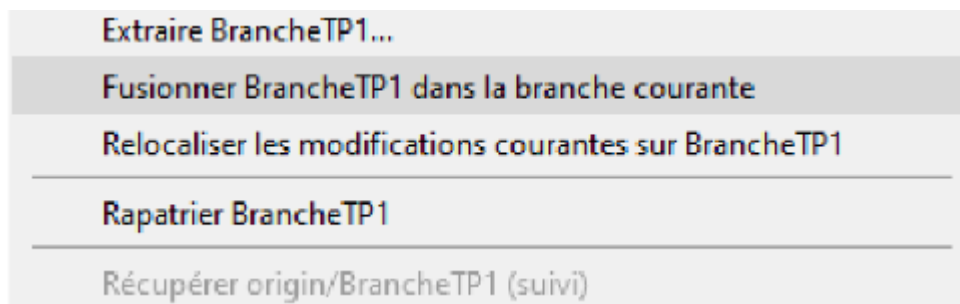 Extraire BrancheTP1...
Fusionner BrancheTP1 dans la branche courante
Relocaliser les modifications courantes sur BrancheTP1
Rapatrier BrancheTP1
Récupérer origin/BrancheTP1 (suivi)